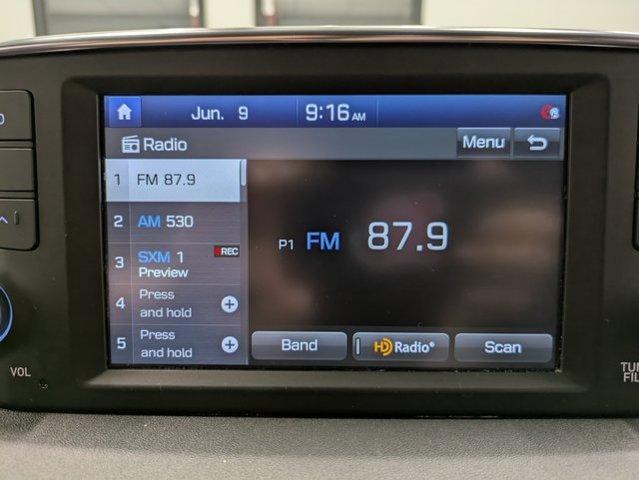 Jun. 9 9:16 AM
Radio Menu
1 FM 87.9
2 AM 530
3 SXM 1 REC
Preview
P1 FM 87.9
4 Press
and hold
5 Press
and hold
Band HD Radio® Scan
VOL